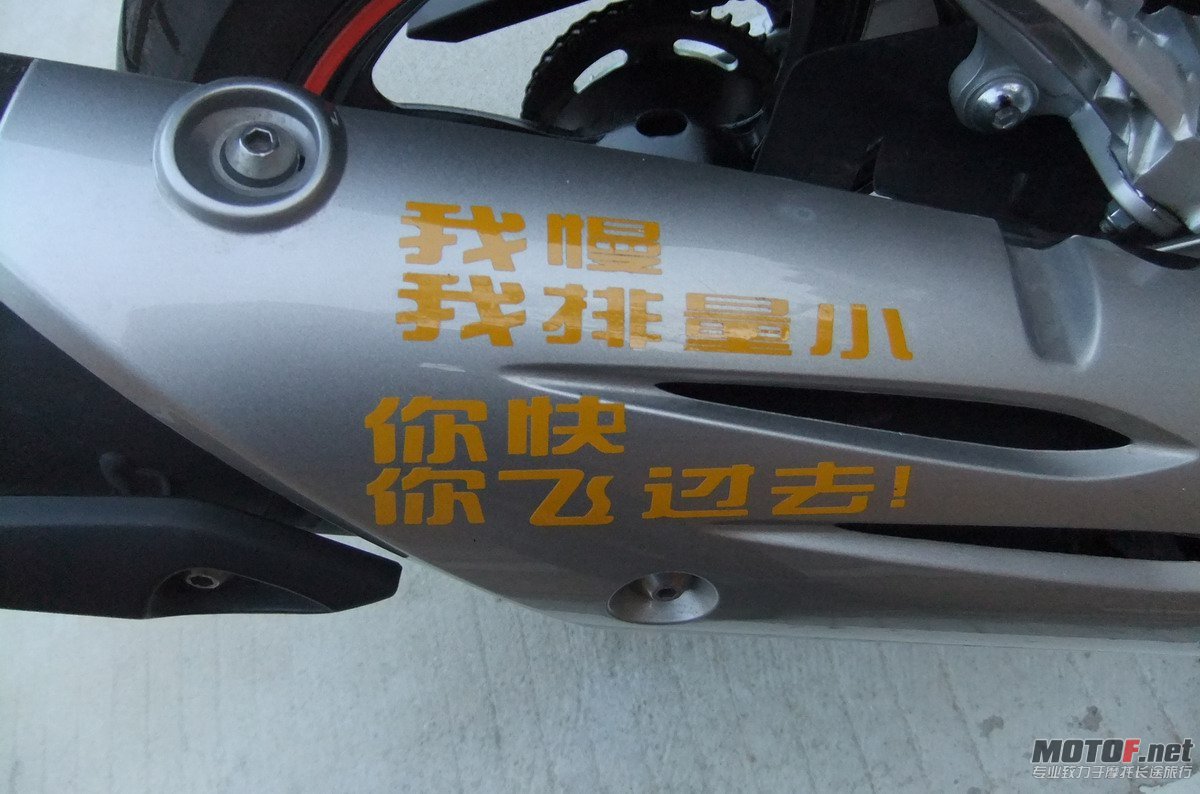 我慢
我排量小
你快
你飞过去!
MOTOF.net
专业致力于摩托长途旅行